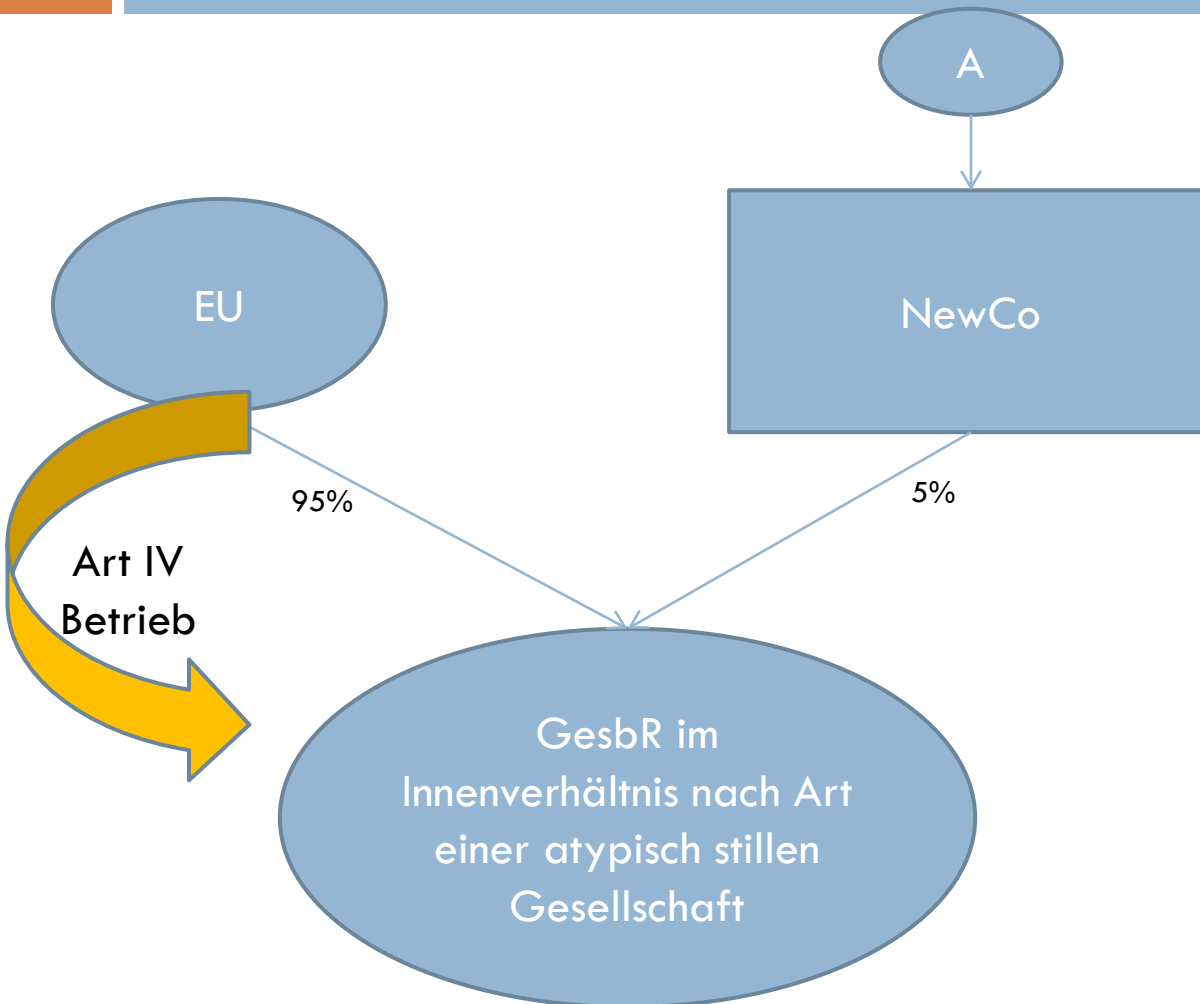 A
EU
NewCo
95%
5%
Art IV
Betrieb
GesbR im
Innenverhältnis nach Art
einer atypisch stillen
Gesellschaft